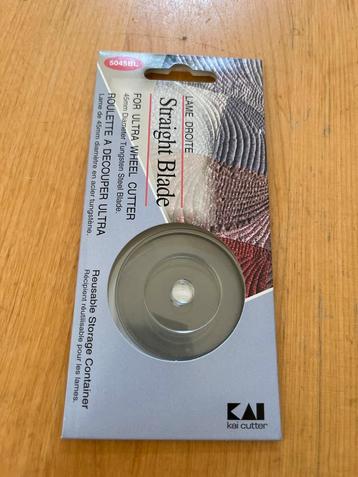 5045BL
LAME DROITE
Straight Blade
FOR ULTRA WHEEL CUTTER
45mm Diameter Tungsten Steel Blade.
ROULETTE A DECOUPER ULTRA
Lame de 45mm diamètre en acier tungstène.
Reusable Storage Container
Récipient réutilisable pour les lames.
KAI
kai cutter